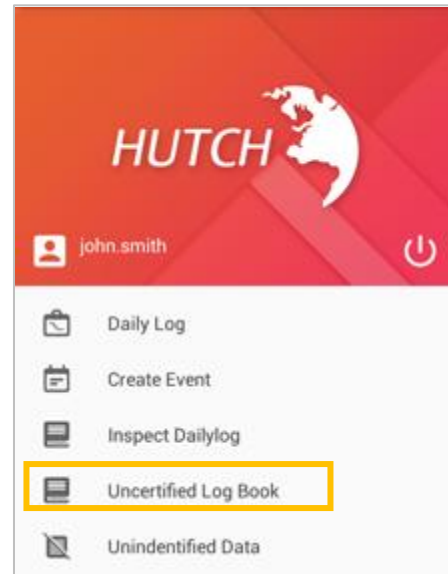 HUTCH
john.smith
Daily Log
Create Event
Inspect Dailylog
Uncertified Log Book
Unindentified Data